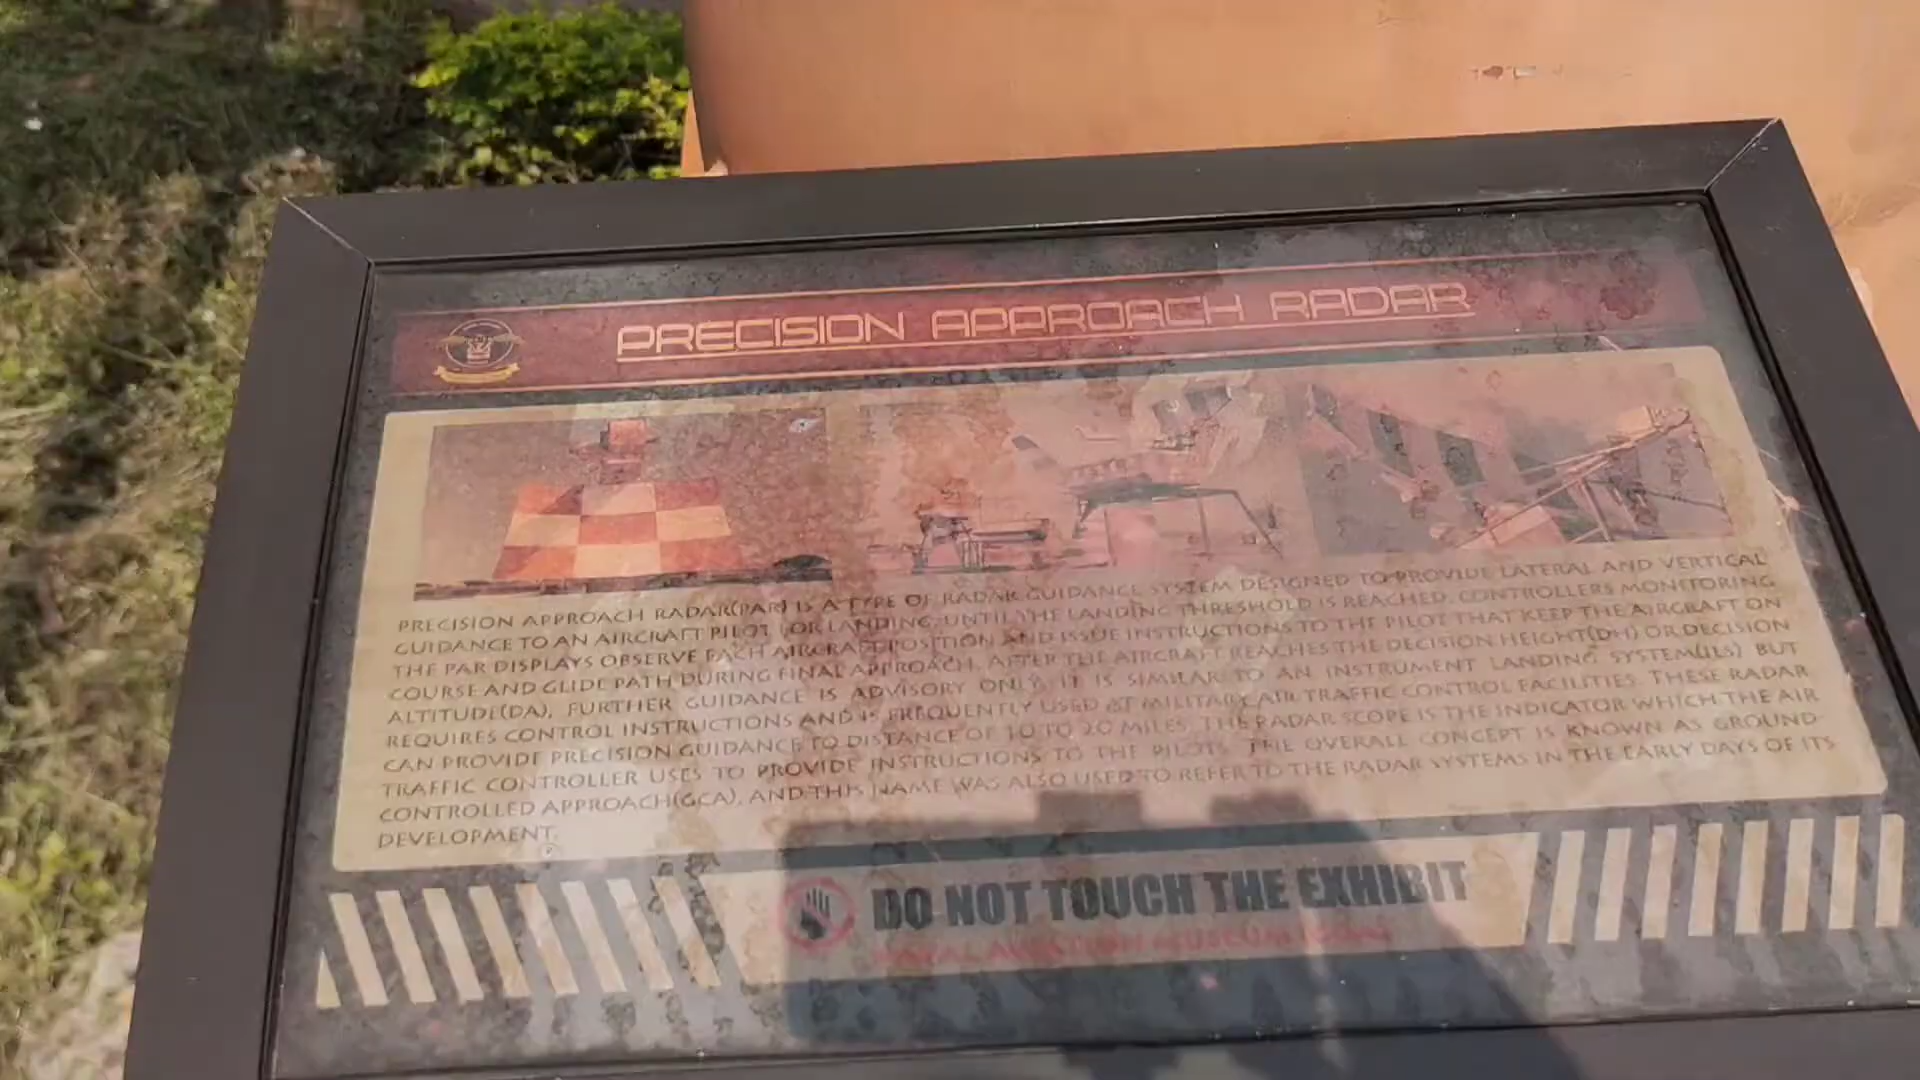 PRECISION APPROACH RADAR
PRECISION APPROACH RADAR(PAR) IS A TYPE OF RADAR GUIDANCE SYSTEM DESIGNED TO PROVIDE LATERAL AND VERTICAL
GUIDANCE TO AN AIRCRAFT PILOT FOR LANDING, UNTIL THE LANDING THRESHOLD IS REACHED. CONTROLLERS MONITORING
THE PAR DISPLAYS OBSERVE EACH AIRCRAFT POSITION AND ISSUE INSTRUCTIONS TO THE PILOT THAT KEEP THE AIRCRAFT ON
COURSE AND GLIDE PATH DURING FINAL APPROACH. AFTER THE AIRCRAFT REACHES THE DECISION HEIGHT(DH) OR DECISION
ALTITUDE(DA), FURTHER GUIDANCE IS ADVISORY ONLY. IT IS SIMILAR TO AN INSTRUMENT LANDING SYSTEM(ILS) BUT
REQUIRES CONTROL INSTRUCTIONS AND IS FREQUENTLY USED AT MILITARY AIR TRAFFIC CONTROL FACILITIES. THESE RADAR
CAN PROVIDE PRECISION GUIDANCE TO DISTANCE OF 10 TO 20 MILES. THE RADAR SCOPE IS THE INDICATOR WHICH THE AIR
TRAFFIC CONTROLLER USES TO PROVIDE INSTRUCTIONS TO THE PILOTS. THE OVERALL CONCEPT IS KNOWN AS GROUND-
CONTROLLED APPROACH(GCA), AND THIS NAME WAS ALSO USED TO REFER TO THE RADAR SYSTEMS IN THE EARLY DAYS OF ITS
DEVELOPMENT.
DO NOT TOUCH THE EXHIBIT
NAVAL AVIATION MUSEUM (GOA)